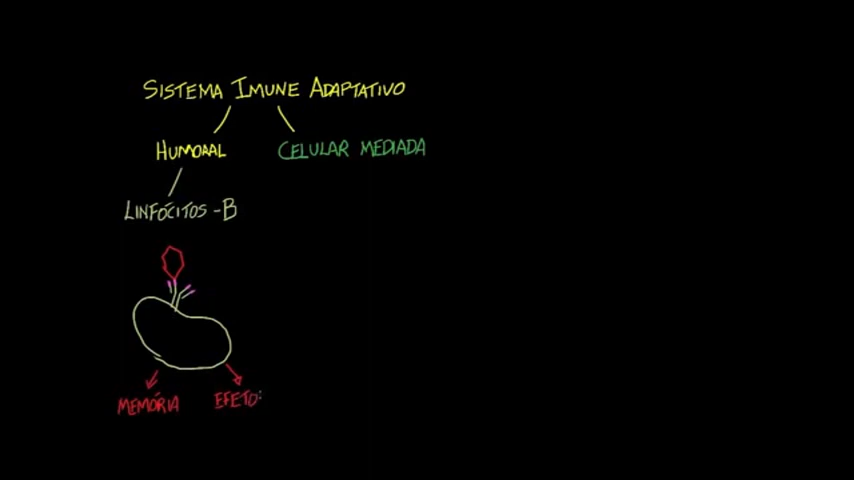 SISTEMA IMUNE ADAPTATIVO
HUMORAL CELULAR MEDIADA
LINFÓCITOS-B
MEMÓRIA EFETO